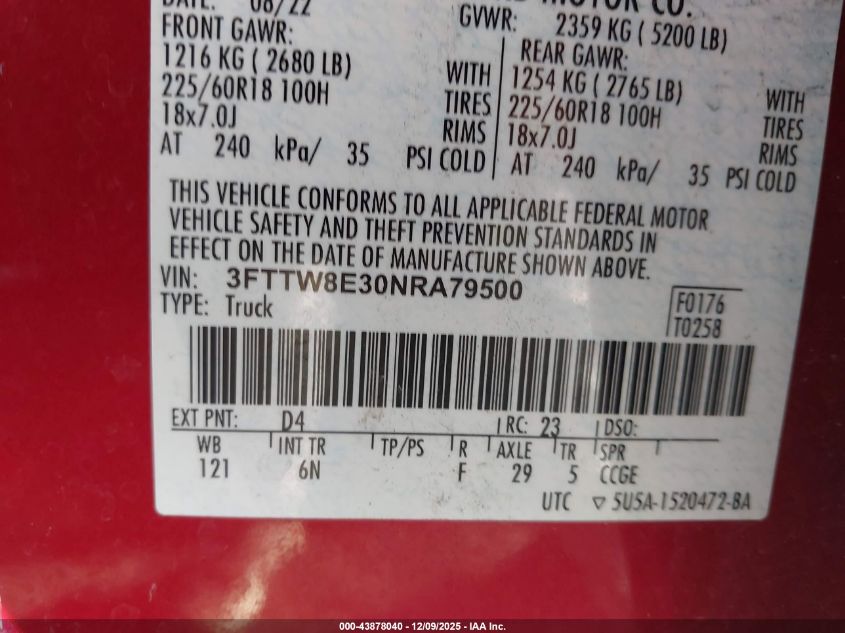 DATE: 08/22
MOTOR CO.
FRONT GAWR:
GVWR: 2359 KG ( 5200 LB)
1216 KG ( 2680 LB)
REAR GAWR:
WITH
1254 KG ( 2765 LB)
WITH
225/60R18 100H
TIRES
225/60R18 100H
TIRES
18x7.0J
RIMS
18x7.0J
RIMS
AT 240 kPa/ 35 PSI COLD
AT 240 kPa/ 35 PSI COLD
THIS VEHICLE CONFORMS TO ALL APPLICABLE FEDERAL MOTOR
VEHICLE SAFETY AND THEFT PREVENTION STANDARDS IN
EFFECT ON THE DATE OF MANUFACTURE SHOWN ABOVE.
VIN: 3FTTW8E30NRA79500
TYPE: Truck
F0176
T0258
EXT PNT: D4 RC: 23 DSO:
WB INT TR TP/PS R AXLE TR SPR
121 6N F 29 5 CCGE
UTC ▽ 5U5A-1520472-BA
000-43878040 - 12/09/2025 - IAA Inc.